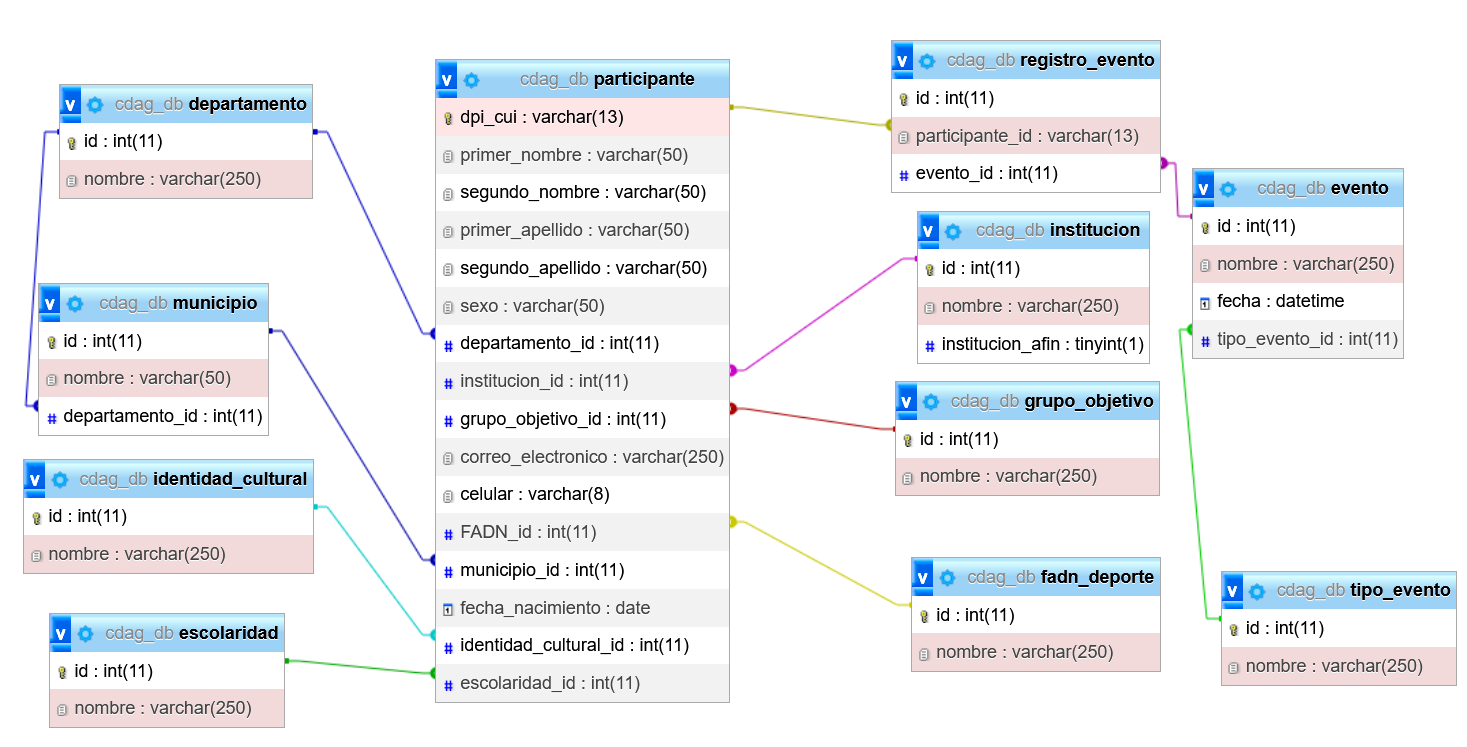 v cdag_db departamento
id : int(11)
nombre : varchar(250)
v cdag_db municipio
id : int(11)
nombre : varchar(50)
# departamento_id : int(11)
v cdag_db identidad_cultural
id : int(11)
nombre : varchar(250)
v cdag_db escolaridad
id : int(11)
nombre : varchar(250)
v cdag_db participante
dpi_cui : varchar(13)
primer_nombre : varchar(50)
segundo_nombre : varchar(50)
primer_apellido : varchar(50)
segundo_apellido : varchar(50)
sexo : varchar(50)
# departamento_id : int(11)
# institucion_id : int(11)
# grupo_objetivo_id : int(11)
correo_electronico : varchar(250)
celular : varchar(8)
# FADN_id : int(11)
# municipio_id : int(11)
1 fecha_nacimiento : date
# identidad_cultural_id : int(11)
# escolaridad_id : int(11)
v cdag_db registro_evento
id : int(11)
participante_id : varchar(13)
# evento_id : int(11)
v cdag_db institucion
id : int(11)
nombre : varchar(250)
# institucion_afin : tinyint(1)
v cdag_db grupo_objetivo
id : int(11)
nombre : varchar(250)
v cdag_db fadn_deporte
id : int(11)
nombre : varchar(250)
v cdag_db evento
id : int(11)
nombre : varchar(250)
1 fecha : datetime
# tipo_evento_id : int(11)
v cdag_db tipo_evento
id : int(11)
nombre : varchar(250)